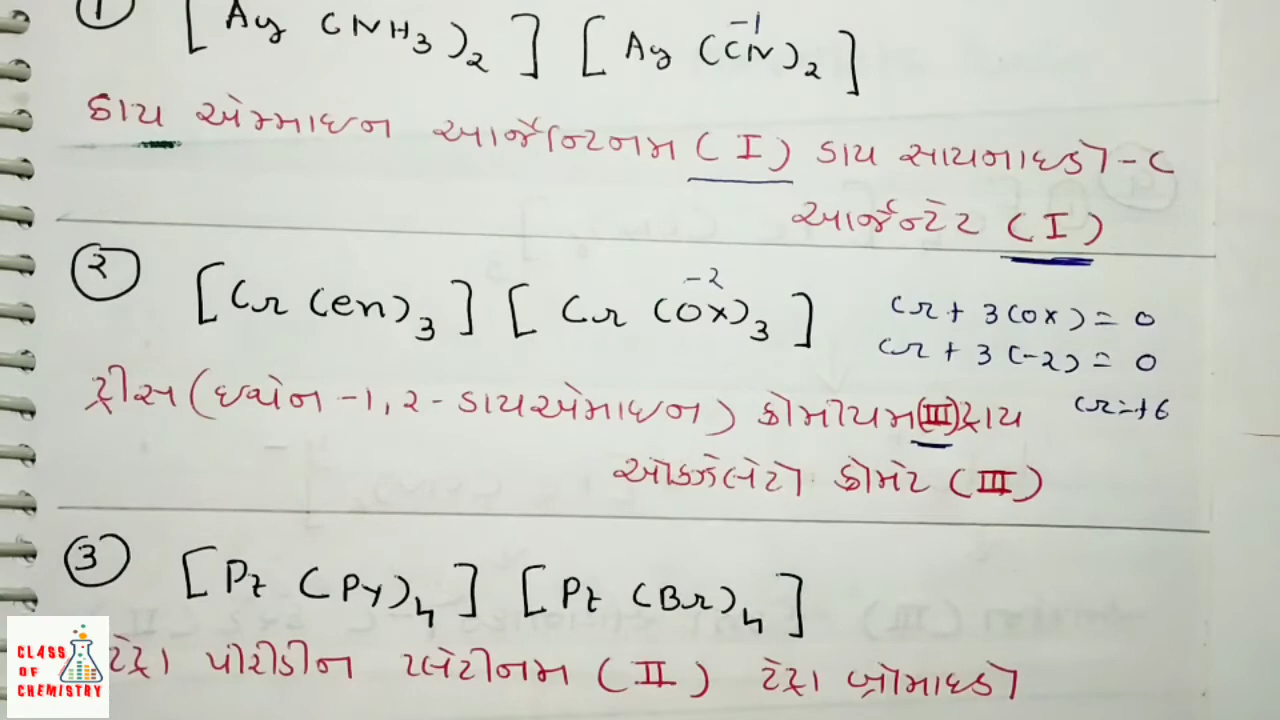 ① [Ag (NH₃)₂] [Ag (CN)₂]
-1
ડાય એમ્માઇન આર્જેન્ટિનમ (I) ડાય સાયનાઇડો-C
આર્જેન્ટેટ (I)
② [Cr (en)₃] [Cr (OX)₃]
-2
Cr + 3(OX) = 0
Cr + 3(-2) = 0
Cr=+6
ટ્રીસ (ઇથેન -1,2- ડાયએમાઇન) ક્રોમીયમ(III)ટ્રાય
ઓક્ઝેલેટો ક્રોમેટ (III)
③ [Pt (PY)₄] [Pt (Br)₄]
ટેટ્રા પીરીડીન પ્લેટીનમ (II) ટેટ્રા બ્રોમાઇડો
CLASS
OF
CHEMISTRY